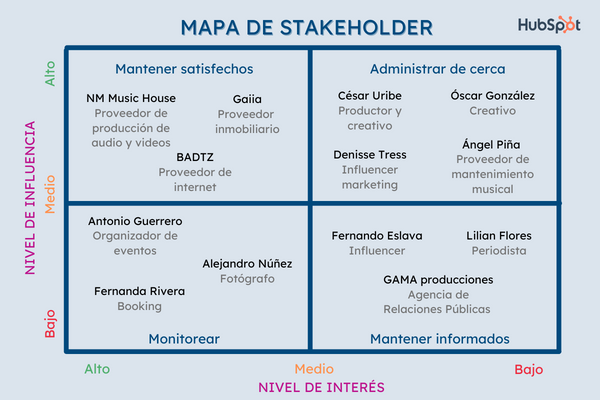 MAPA DE STAKEHOLDER
HubSpot
Alto
Medio
Bajo
NIVEL DE INFLUENCIA
Mantener satisfechos
NM Music House
Proveedor de
producción de
audio y videos
Gaiia
Proveedor
inmobiliario
BADTZ
Proveedor de
internet
Administrar de cerca
César Uribe
Productor y
creativo
Óscar González
Creativo
Denisse Tress
Influencer
marketing
Ángel Piña
Proveedor de
mantenimiento
musical
Antonio Guerrero
Organizador de
eventos
Alejandro Núñez
Fotógrafo
Fernanda Rivera
Booking
Monitorear
Fernando Eslava
Influencer
Lilian Flores
Periodista
GAMA producciones
Agencia de
Relaciones Públicas
Mantener informados
Alto
Medio
Bajo
NIVEL DE INTERÉS